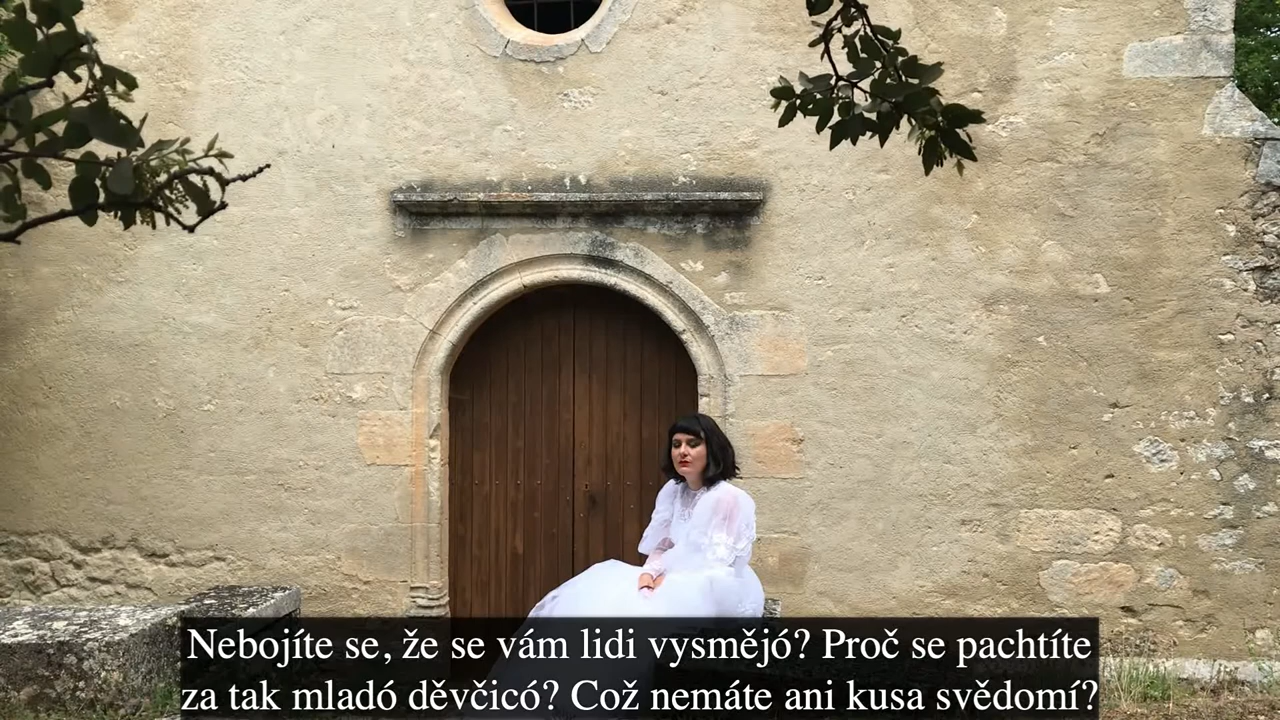 Nebojíte se, že se vám lidi vysmějó? Proč se pachtíte
za tak mladó děvčicó? Což nemáte ani kusa svědomí?